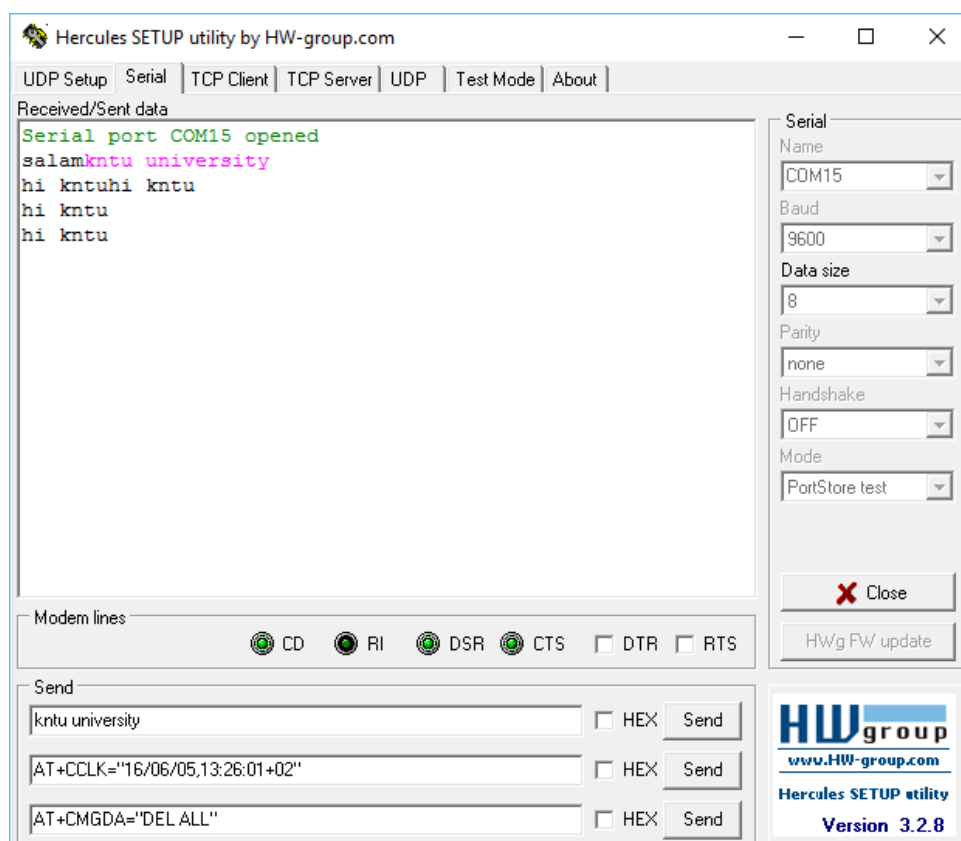 Hercules SETUP utility by HW-group.com
UDP Setup Serial TCP Client TCP Server UDP Test Mode About
Received/Sent data
Serial port COM15 opened
salamkntu university
hi kntuhi kntu
hi kntu
hi kntu
Serial
Name
COM15
Baud
9600
Data size
8
Parity
none
Handshake
OFF
Mode
PortStore test
Close
HWg FW update
Modem lines
CD RI DSR CTS DTR RTS
Send
kntu university HEX Send
AT+CCLK="16/06/05,13:26:01+02" HEX Send
AT+CMGDA="DEL ALL" HEX Send
HWgroup
www.HW-group.com
Hercules SETUP utility
Version 3.2.8